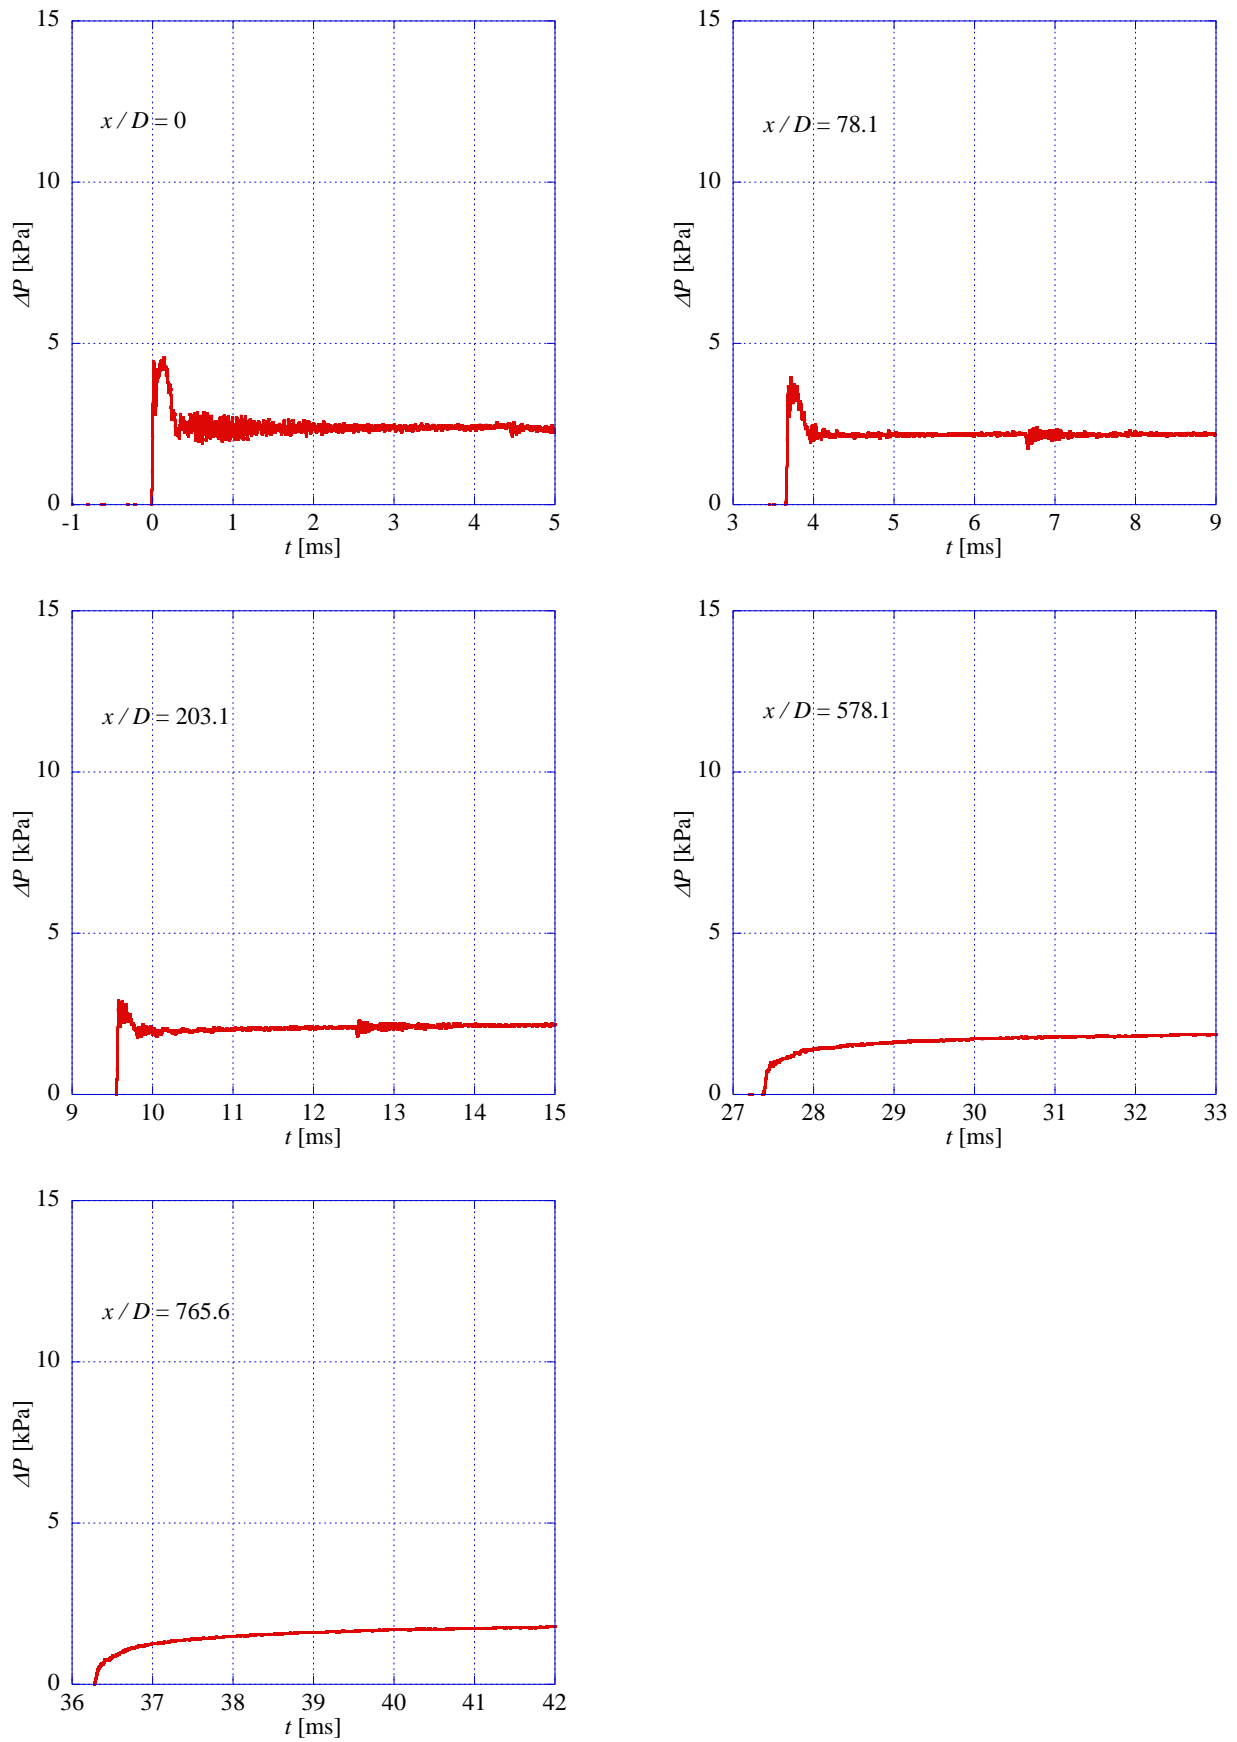 15
10
5
0
ΔP [kPa]
x / D = 0
-1 0 1 2 3 4 5
t [ms]
15
10
5
0
ΔP [kPa]
x / D = 78.1
3 4 5 6 7 8 9
t [ms]
15
10
5
0
ΔP [kPa]
x / D = 203.1
9 10 11 12 13 14 15
t [ms]
15
10
5
0
ΔP [kPa]
x / D = 578.1
27 28 29 30 31 32 33
t [ms]
15
10
5
0
ΔP [kPa]
x / D = 765.6
36 37 38 39 40 41 42
t [ms]